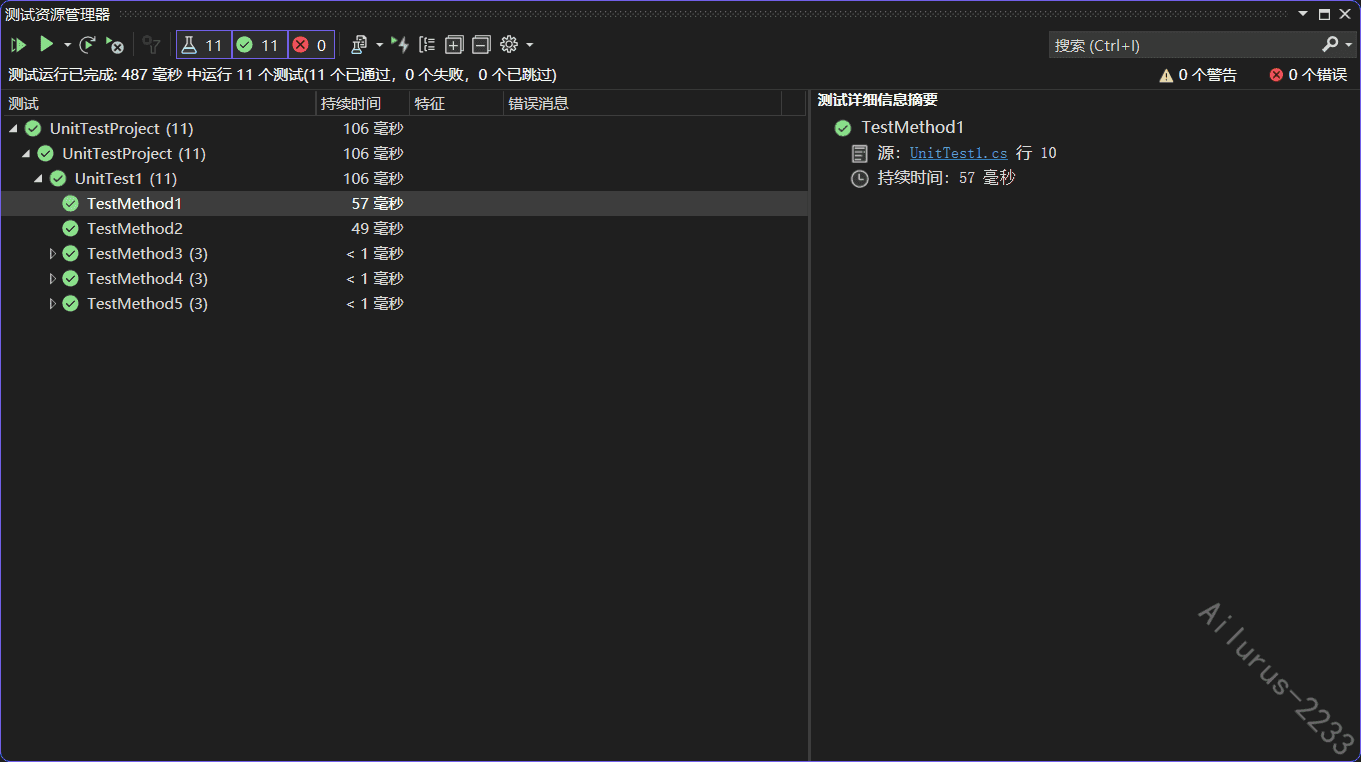 测试资源管理器
11 11 0
搜索 (Ctrl+I)
测试运行已完成: 487 毫秒 中运行 11 个测试(11 个已通过，0 个失败，0 个已跳过)
0 个警告 0 个错误
测试 持续时间 特征 错误消息
UnitTestProject (11) 106 毫秒
UnitTestProject (11) 106 毫秒
UnitTest1 (11) 106 毫秒
TestMethod1 57 毫秒
TestMethod2 49 毫秒
TestMethod3 (3) < 1 毫秒
TestMethod4 (3) < 1 毫秒
TestMethod5 (3) < 1 毫秒
测试详细信息摘要
TestMethod1
源: UnitTest1.cs 行 10
持续时间: 57 毫秒
Ailurus-2233